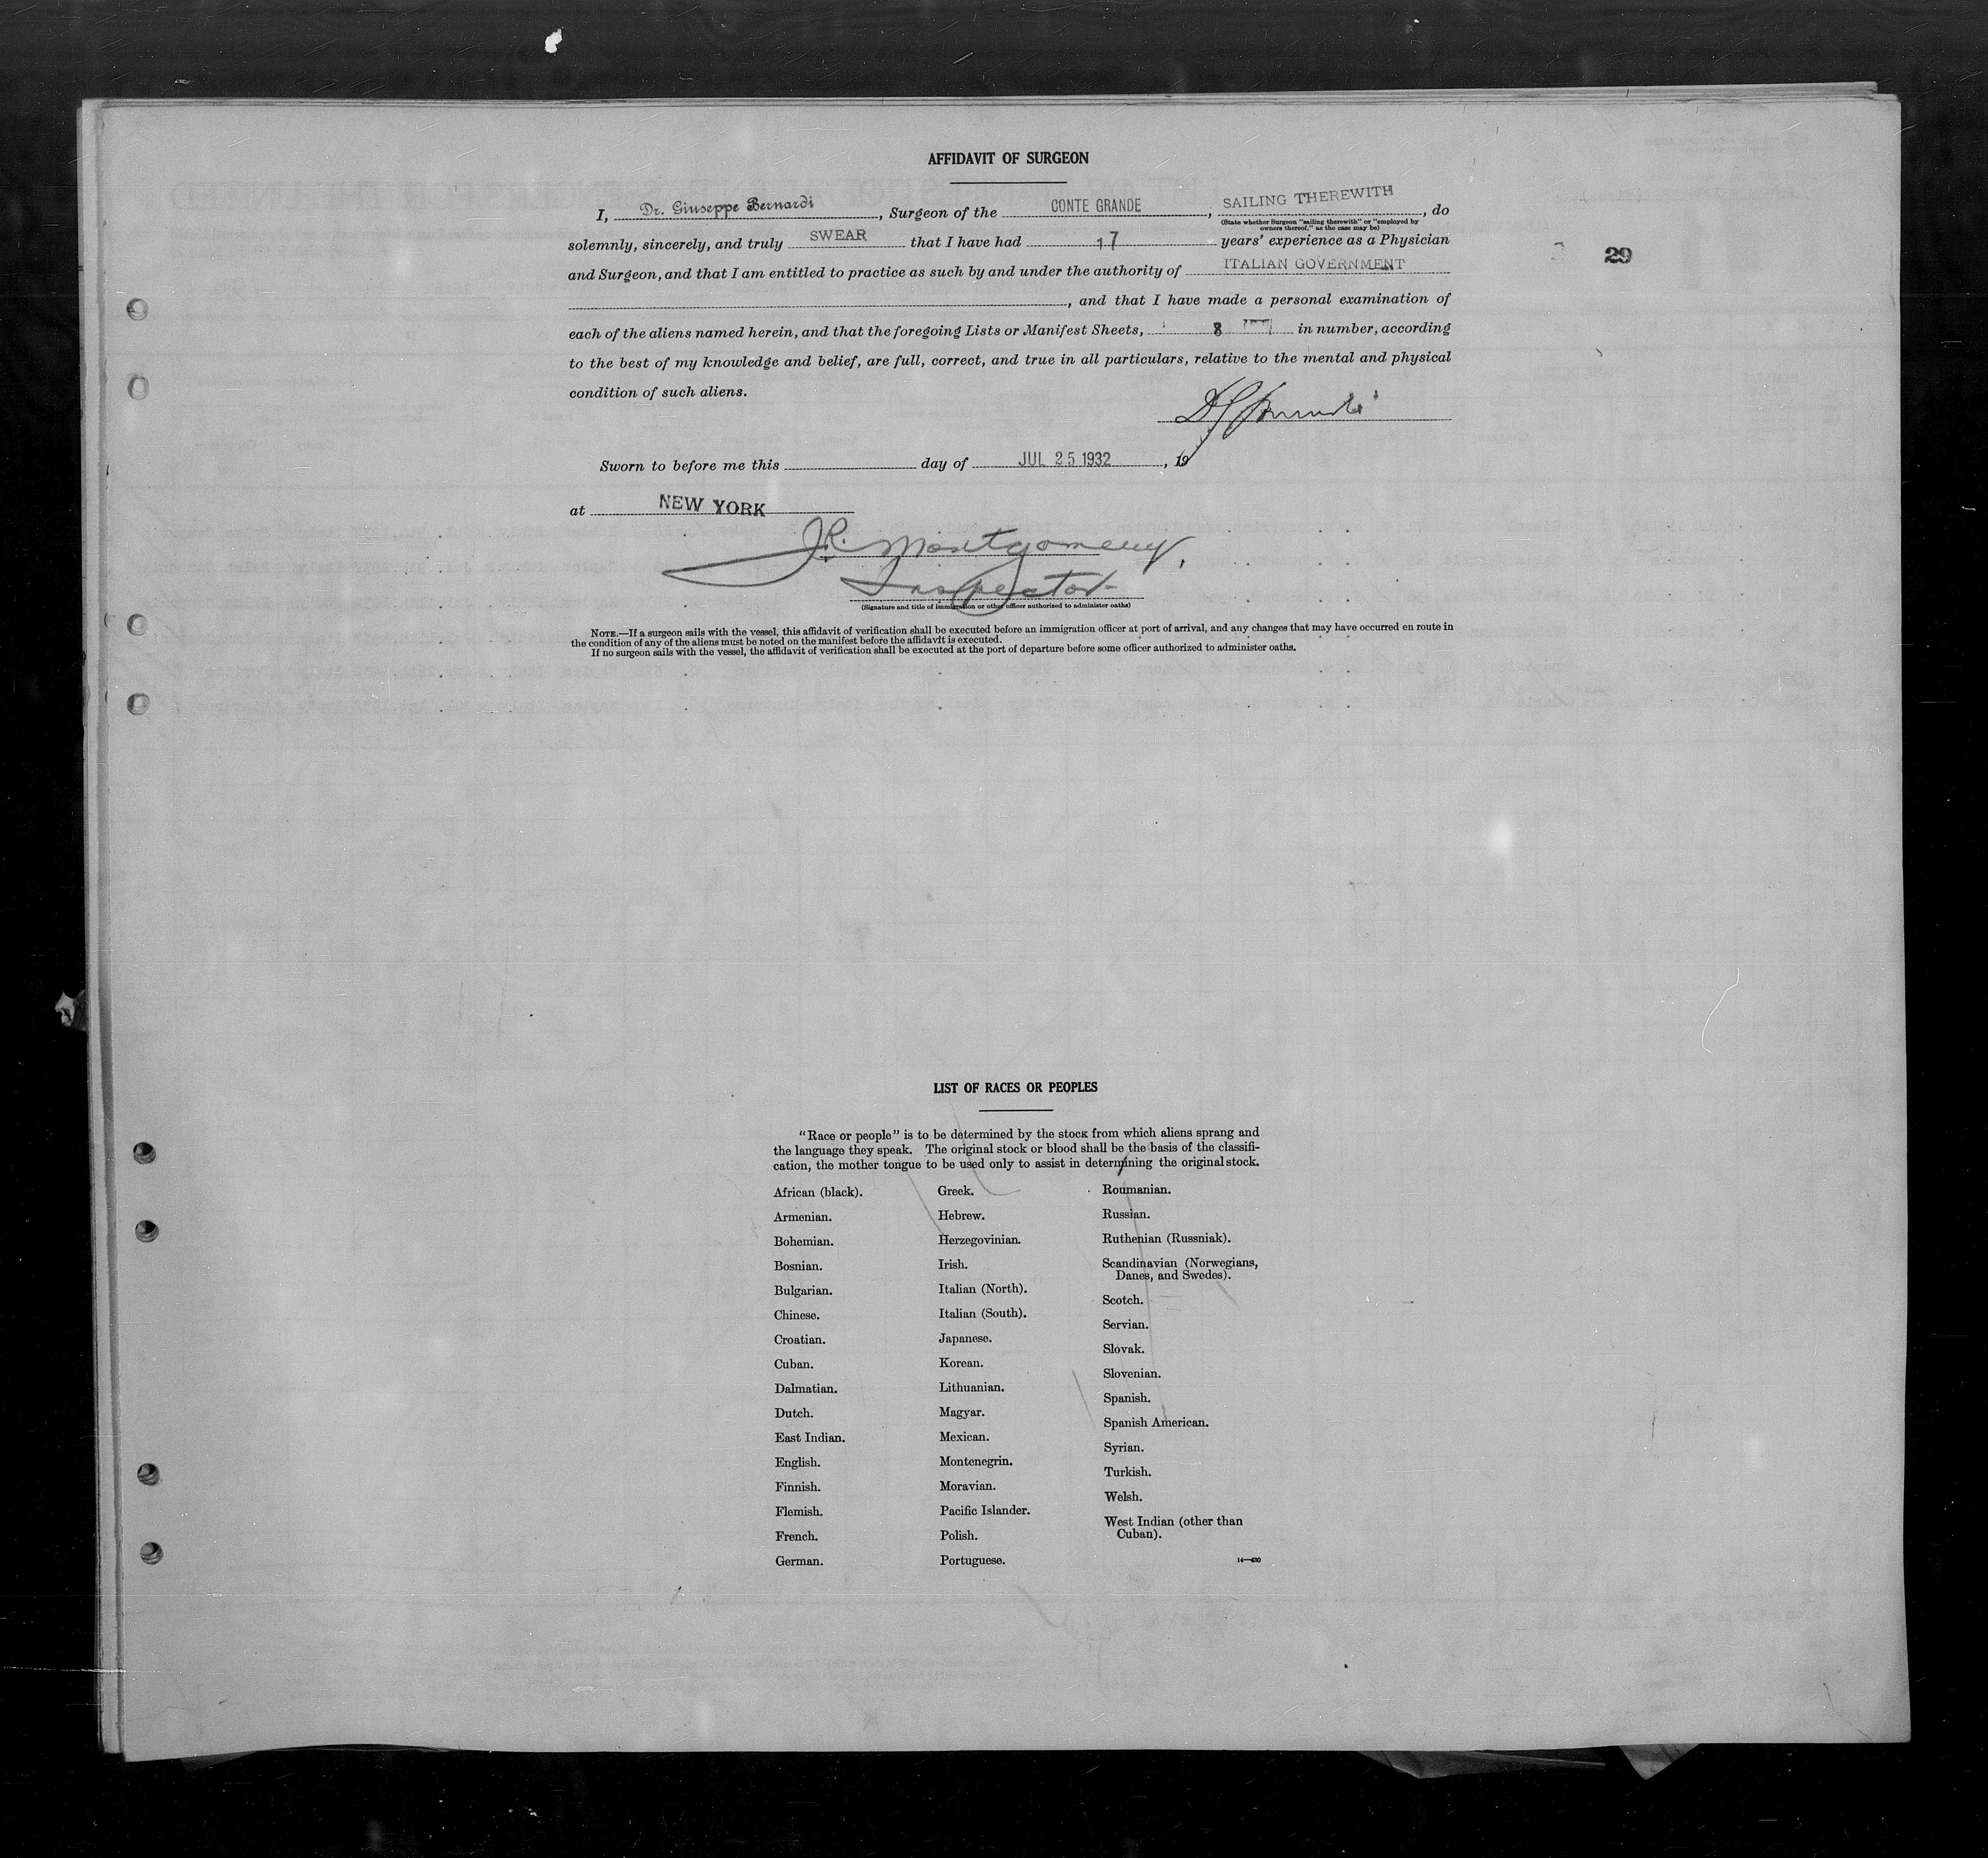 AFFIDAVIT OF SURGEON
I, Dr. Giuseppe Bernardi, Surgeon of the CONTE GRANDE, SAILING THEREWITH, do
(State whether Surgeon "sailing therewith" or "employed by
owners thereof," as the case may be)
solemnly, sincerely, and truly SWEAR that I have had 17 years' experience as a Physician
29
and Surgeon, and that I am entitled to practice as such by and under the authority of ITALIAN GOVERNMENT
, and that I have made a personal examination of
each of the aliens named herein, and that the foregoing Lists or Manifest Sheets, 8 in number, according
to the best of my knowledge and belief, are full, correct, and true in all particulars, relative to the mental and physical
condition of such aliens.
Sworn to before me this day of JUL 25 1932, 19
at NEW YORK
J.R. Montgomery,
Inspector
(Signature and title of immigration or other officer authorized to administer oaths)
NOTE.—If a surgeon sails with the vessel, this affidavit of verification shall be executed before an immigration officer at port of arrival, and any changes that may have occurred en route in
the condition of any of the aliens must be noted on the manifest before the affidavit is executed.
If no surgeon sails with the vessel, the affidavit of verification shall be executed at the port of departure before some officer authorized to administer oaths.
LIST OF RACES OR PEOPLES
"Race or people" is to be determined by the stock from which aliens sprang and
the language they speak. The original stock or blood shall be the basis of the classifi-
cation, the mother tongue to be used only to assist in determining the original stock.
African (black).
Armenian.
Bohemian.
Bosnian.
Bulgarian.
Chinese.
Croatian.
Cuban.
Dalmatian.
Dutch.
East Indian.
English.
Finnish.
Flemish.
French.
German.
Greek.
Hebrew.
Herzegovinian.
Irish.
Italian (North).
Italian (South).
Japanese.
Korean.
Lithuanian.
Magyar.
Mexican.
Montenegrin.
Moravian.
Pacific Islander.
Polish.
Portuguese.
Roumanian.
Russian.
Ruthenian (Russniak).
Scandinavian (Norwegians,
Danes, and Swedes).
Scotch.
Servian.
Slovak.
Slovenian.
Spanish.
Spanish American.
Syrian.
Turkish.
Welsh.
West Indian (other than
Cuban).
14—430